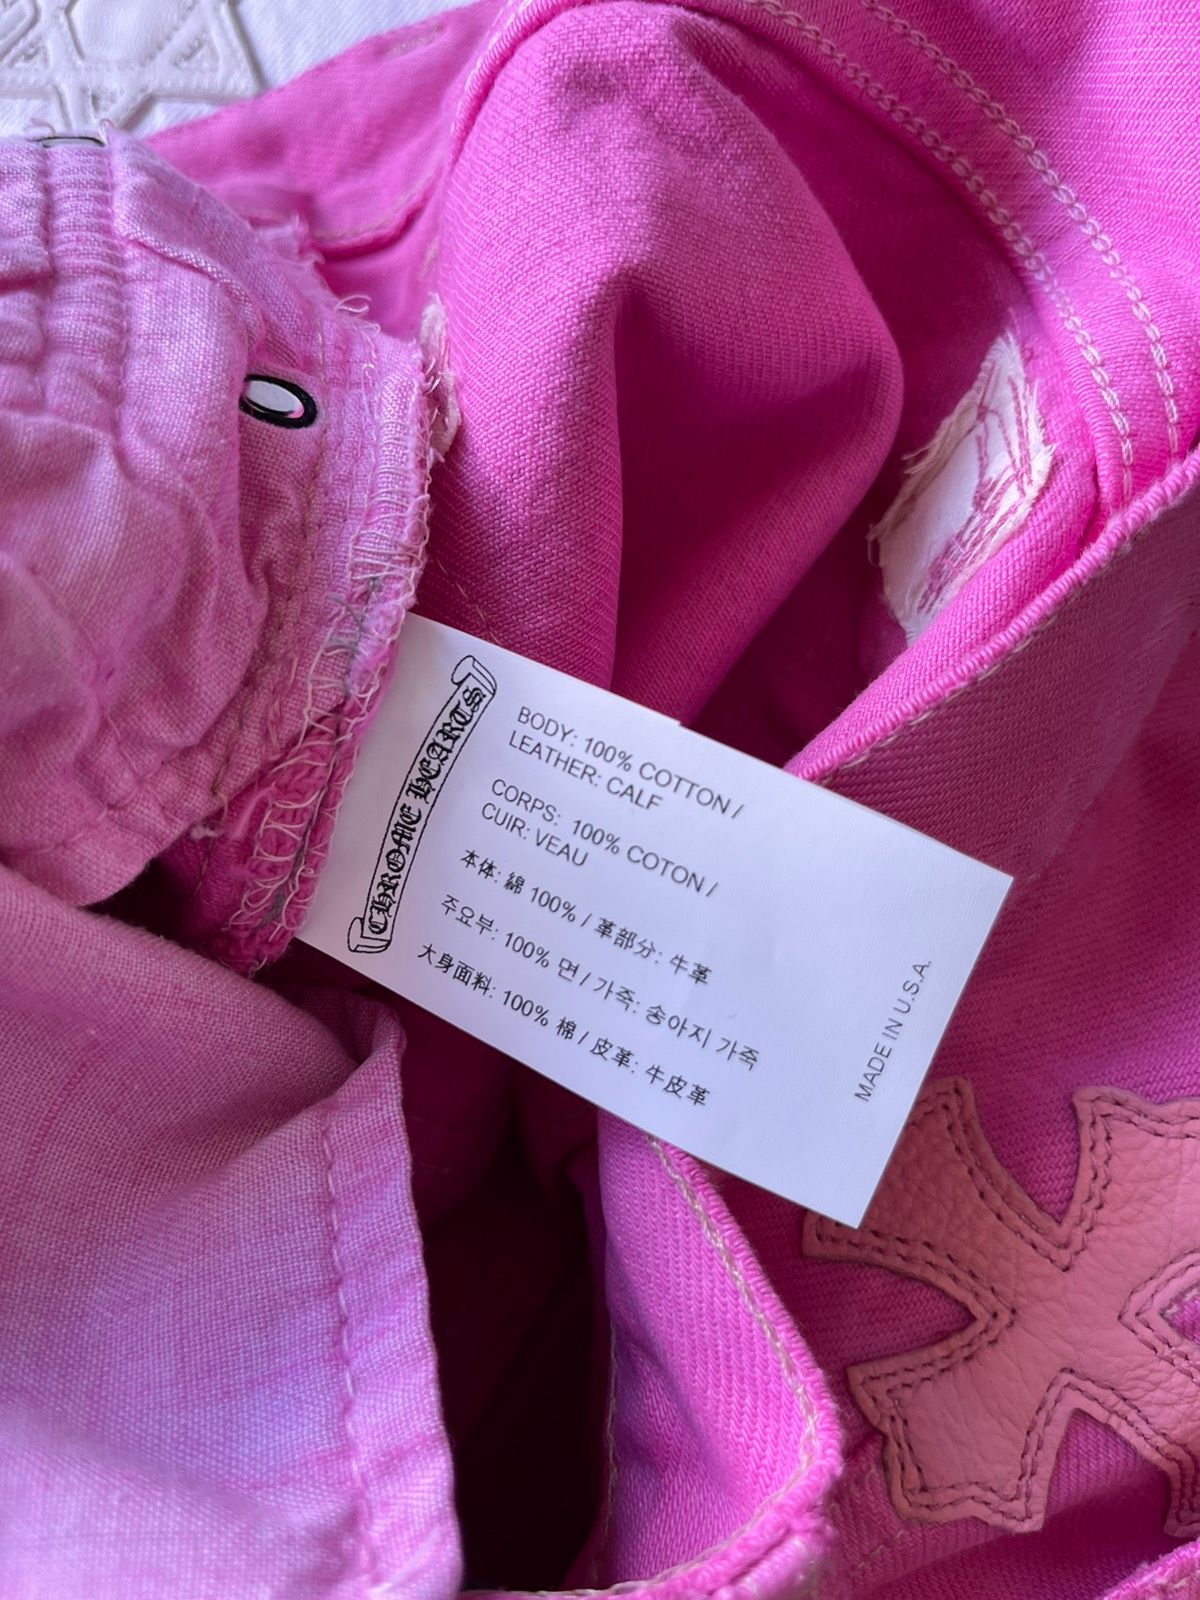 CHROME HEARTS
BODY: 100% COTTON /
LEATHER: CALF
CORPS: 100% COTON /
CUIR: VEAU
本体: 綿 100% / 革部分: 牛革
주요부: 100% 면 / 가죽: 송아지 가죽
大身面料: 100% 棉 / 皮革: 牛皮革
MADE IN U.S.A.